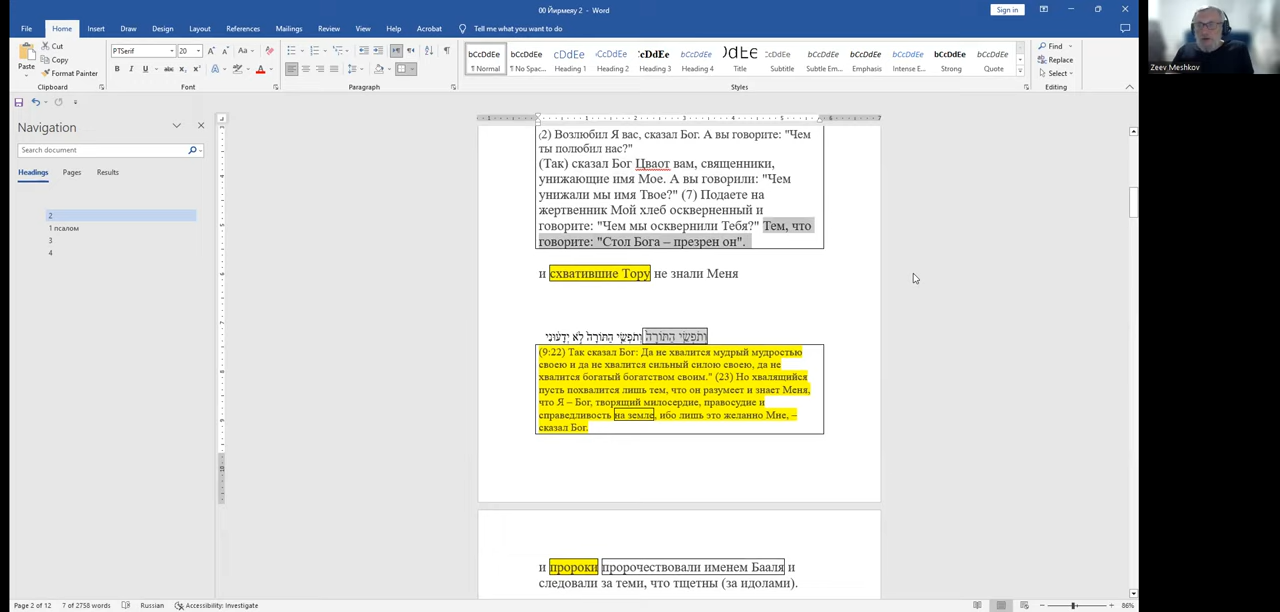 00 Йирмеяу 2 - Word
Sign in
File Home Insert Draw Design Layout References Mailings Review View Help Acrobat Tell me what you want to do
Cut
Copy
Format Painter
Paste
PTSerif 20
Clipboard Font Paragraph Styles Editing
AaBbCcDdEe Normal
No Spac...
Heading 1
Heading 2
Heading 3
Heading 4
Title
Subtitle
Subtle Em...
Emphasis
Intense E...
Strong
Quote
Find
Replace
Select
Zeev Meshkov
Navigation
Search document
Headings Pages Results
2
1 псалом
3
4
(2) Возлюбил Я вас, сказал Бог. А вы говорите: "Чем
ты полюбил нас?"
(Так) сказал Бог Цваот вам, священники,
унижающие имя Мое. А вы говорили: "Чем
унижали мы имя Твое?" (7) Подаете на
жертвенник Мой хлеб оскверненный и
говорите: "Чем мы осквернили Тебя?" Тем, что
говорите: "Стол Бога – презрен он".
и схватившие Тору не знали Меня
וְתֹפְשֵׂי הַתּוֹרָה וְתֹפְשֵׂי הַתּוֹרָה לֹא יְדָעוּנִי
(9:22) Так сказал Бог: Да не хвалится мудрый мудростью
своею и да не хвалится сильный силою своею, да не
хвалится богатый богатством своим." (23) Но хвалящийся
пусть похвалится лишь тем, что он разумеет и знает Меня,
что Я – Бог, творящий милосердие, правосудие и
справедливость на земле, ибо лишь это желанно Мне, –
сказал Бог.
и пророки пророчествовали именем Бааля и
следовали за теми, что тщетны (за идолами).
Page 2 of 12 7 of 2758 words Russian Accessibility: Investigate 86%